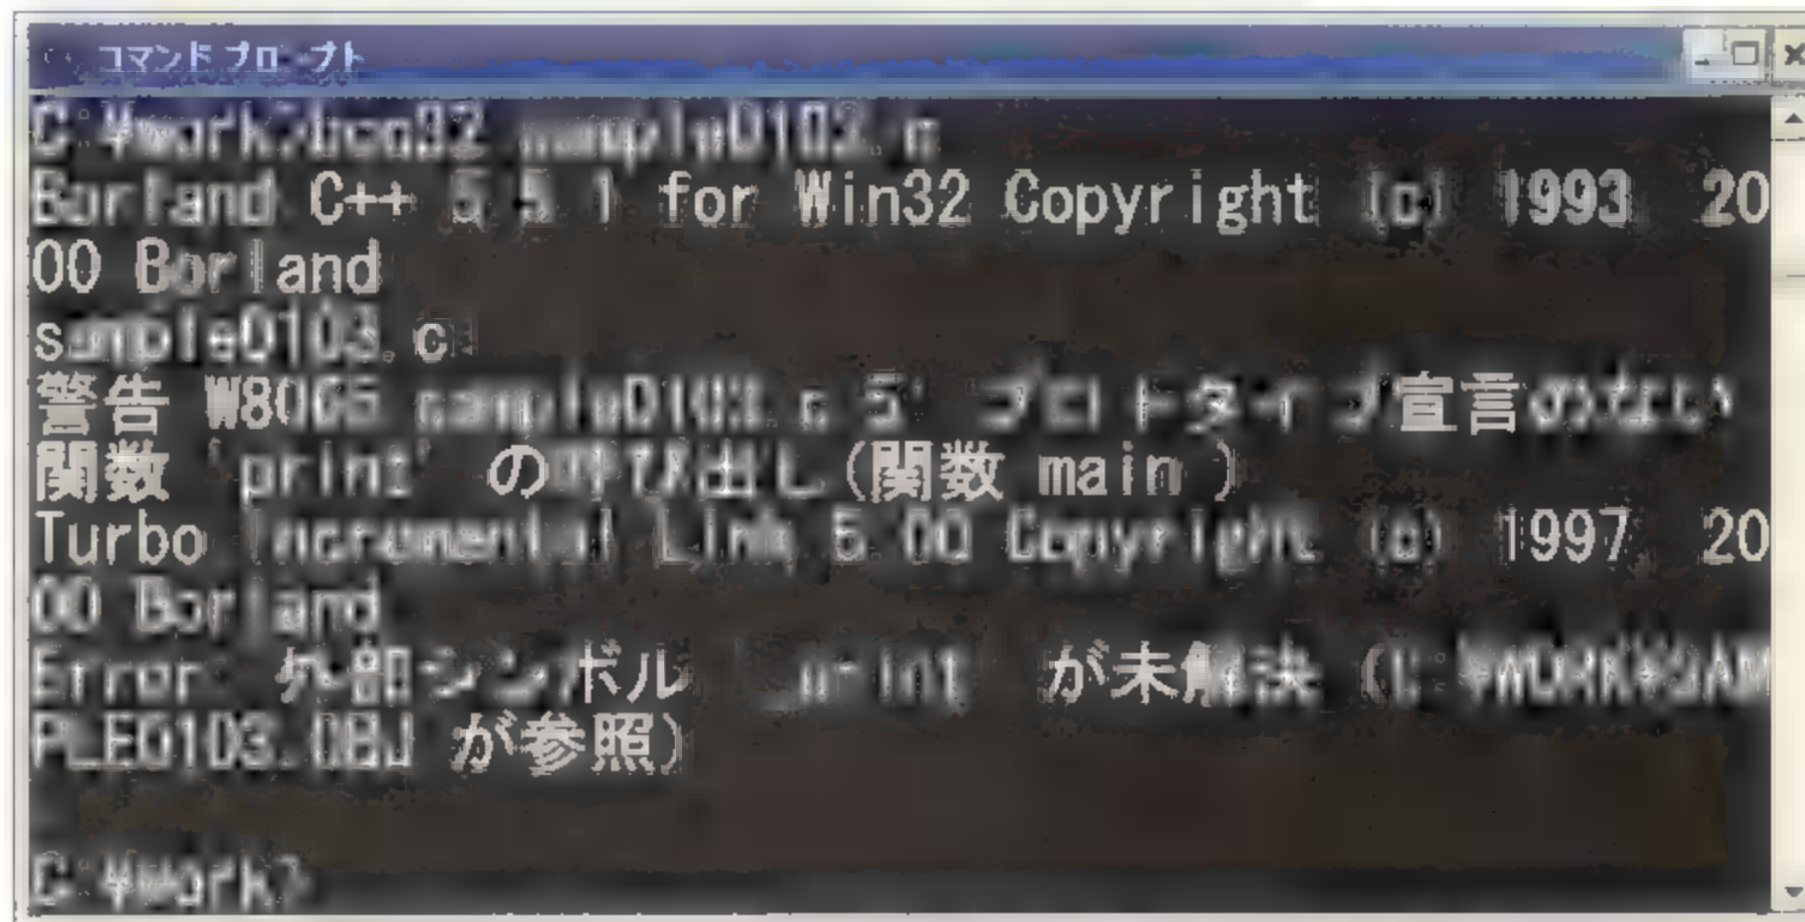 コマンド プロンプト
C:¥work>bcc32 sample0103.c
Borland C++ 5.5.1 for Win32 Copyright (c) 1993, 20
00 Borland
sample0103.c:
警告 W8065 sample0103.c 5: プロトタイプ宣言のない
関数 'print' の呼び出し(関数 main )
Turbo Incremental Link 5.00 Copyright (c) 1997, 20
00 Borland
Error: 外部シンボル '_print' が未解決 (C:¥WORK¥SAM
PLE0103.OBJ が参照)
C:¥work>